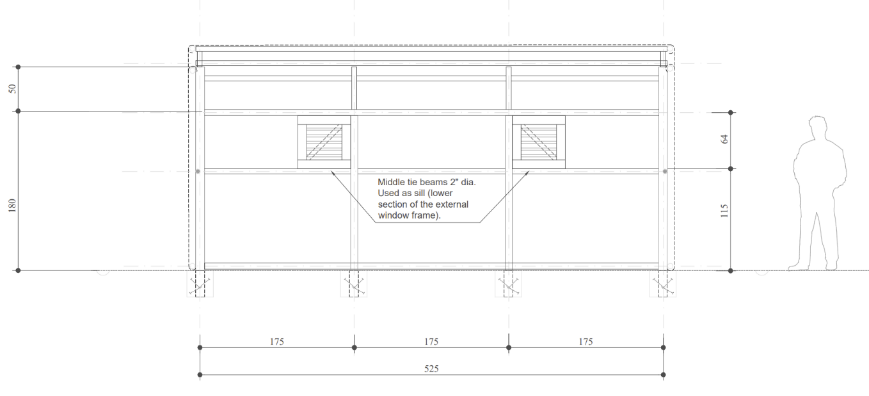 50
180
64
115
Middle tie beams 2" dia.
Used as sill (lower
section of the external
window frame).
175
175
175
525